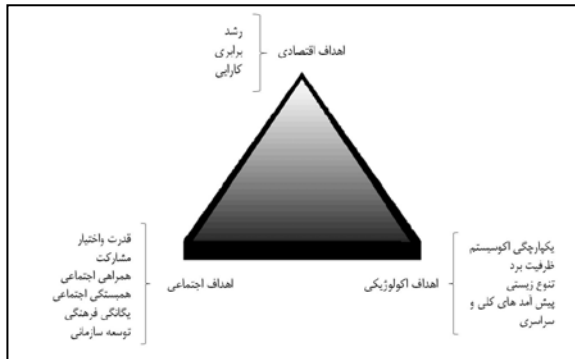 رشد
برابری
کارایی
اهداف اقتصادی
یکپارچگی اکوسیستم
ظرفیت برد
تنوع زیستی
پیش آمد های کلی و
سراسری
اهداف اکولوژیکی
اهداف اجتماعی
قدرت واختیار
مشارکت
همراهی اجتماعی
همبستگی اجتماعی
یگانگی فرهنگی
توسعه سازمانی